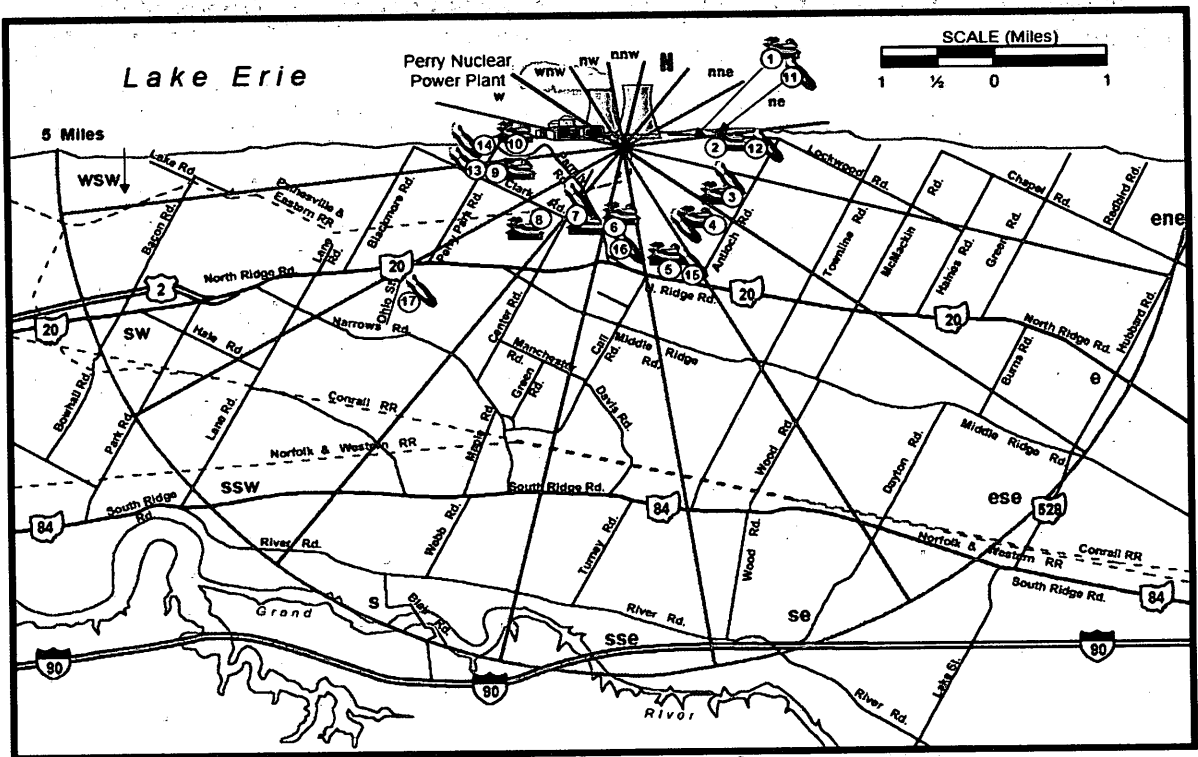 Lake Erie
Perry Nuclear
Power Plant
w
wnw
nw
nnw
N
nne
ne
SCALE (Miles)
1 ½ 0 1
1
11
14
10
2
12
13
9
3
8
7
6
4
16
5
15
17
5 Miles
WSW
Lake Rd.
Painesville &
Eastern RR
Bacon Rd.
Blackmore Rd.
Lane
Rd.
Perry Park Rd.
Clark
Rd.
Parmly
Rd.
Antioch Rd.
Lockwood Rd.
Townline Rd.
McMackin
Rd.
Haines Rd.
Green Rd.
Chapel Rd.
Redbird Rd.
ene
North Ridge Rd.
20
2
20
Ohio St.
N. Ridge Rd.
20
20
North Ridge Rd.
Hubbard Rd.
SW
Hale Rd.
Narrows Rd.
Center Rd.
Manchester
Rd.
Green
Rd.
Call
Rd.
Middle Ridge
Rd.
Davis Rd.
Burns Rd.
e
Bowhall Rd.
Park Rd.
Lane Rd.
Conrail RR
Norfolk & Western RR
Maple Rd.
Wood Rd.
Dayton Rd.
Middle Ridge Rd.
SSW
South Ridge Rd.
84
84
South Ridge
Rd.
ese
528
River Rd.
Webb Rd.
Turney Rd.
Wood Rd.
Norfolk & Western RR
Conrail RR
South Ridge Rd.
84
Grand
S
Blair Rd.
River Rd.
sse
se
90
90
90
River
River Rd.
Lake St.